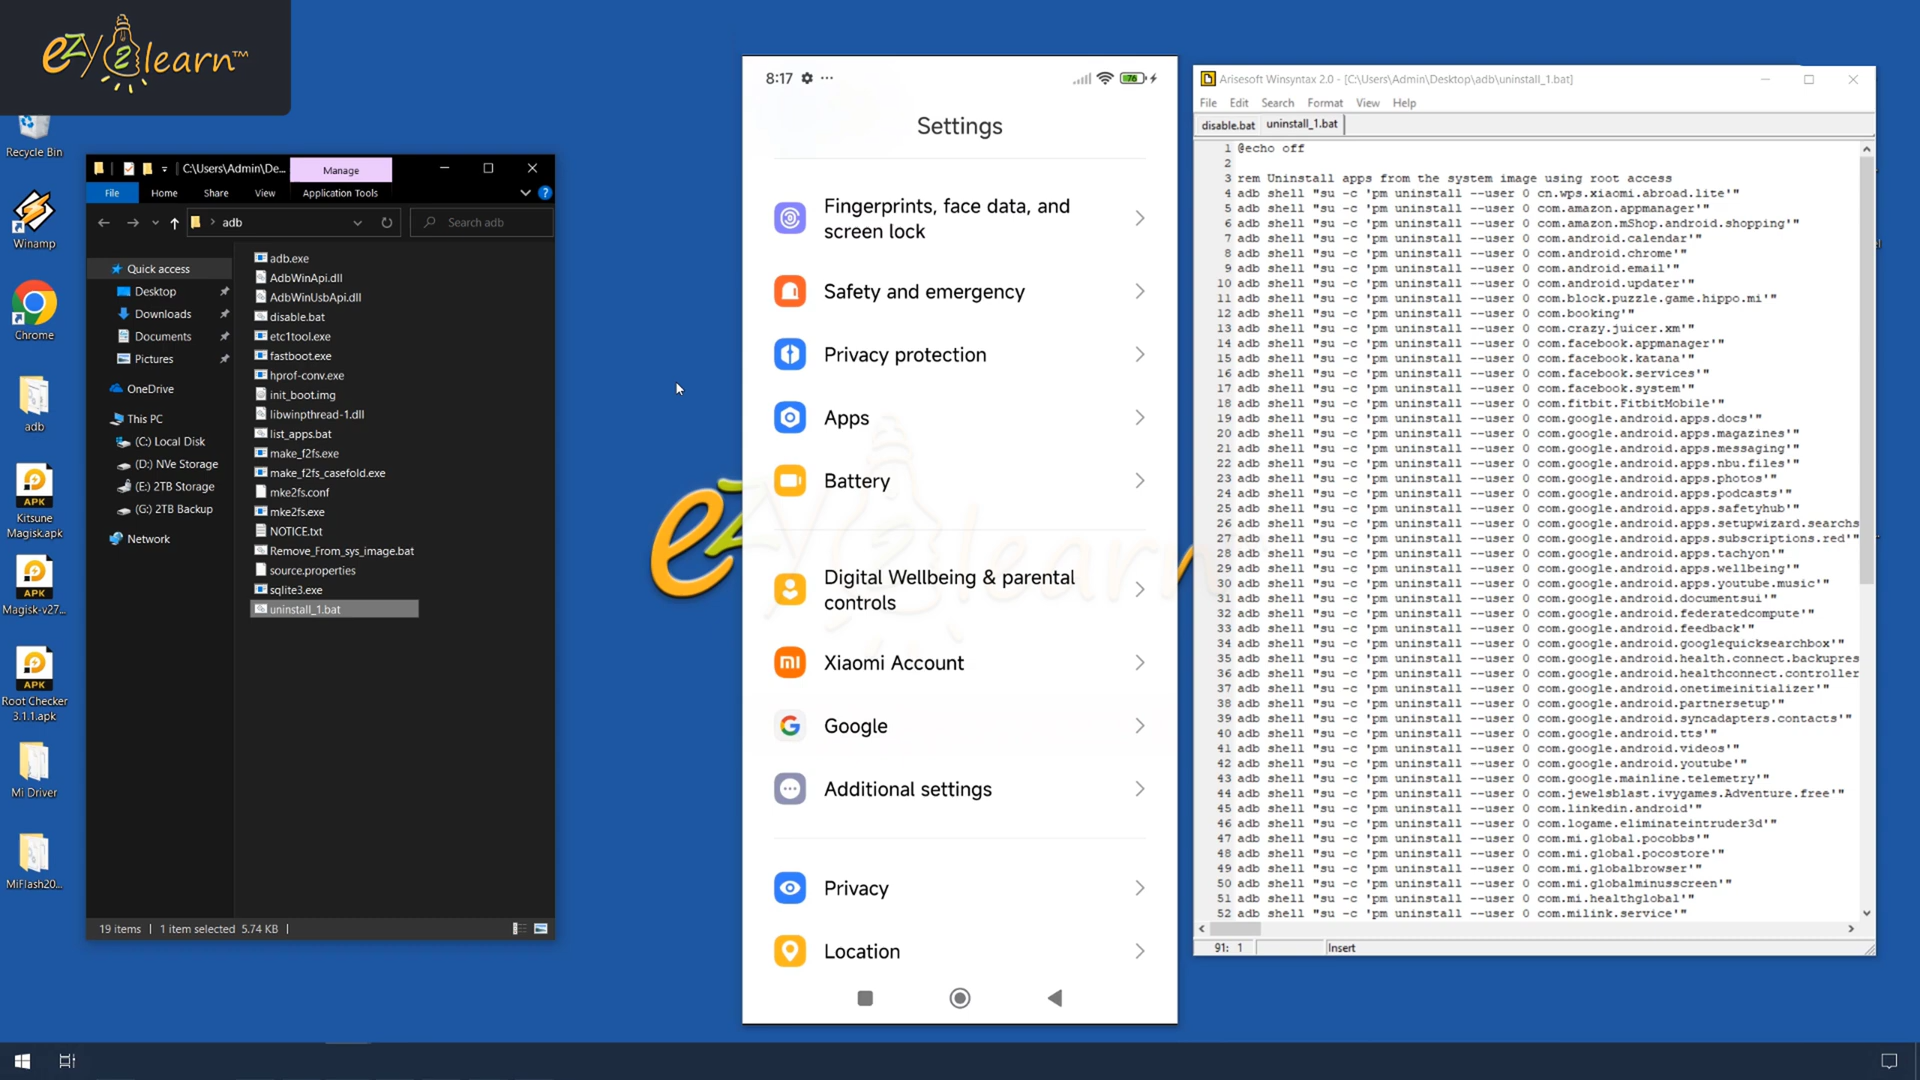 ezy2learn™
Recycle Bin
Winamp
Chrome
adb
APK
Kitsune
Magisk.apk
APK
Magisk-v27...
APK
Root Checker
3.1.1.apk
Mi Driver
MiFlash20...
C:\Users\Admin\De...
Manage
File
Home
Share
View
Application Tools
adb
Search adb
Quick access
Desktop
Downloads
Documents
Pictures
OneDrive
This PC
(C:) Local Disk
(D:) NVe Storage
(E:) 2TB Storage
(G:) 2TB Backup
Network
adb.exe
AdbWinApi.dll
AdbWinUsbApi.dll
disable.bat
etc1tool.exe
fastboot.exe
hprof-conv.exe
init_boot.img
libwinpthread-1.dll
list_apps.bat
make_f2fs.exe
make_f2fs_casefold.exe
mke2fs.conf
mke2fs.exe
NOTICE.txt
Remove_From_sys_image.bat
source.properties
sqlite3.exe
uninstall_1.bat
19 items
1 item selected 5.74 KB
8:17
76
Settings
Fingerprints, face data, and
screen lock
Safety and emergency
Privacy protection
Apps
Battery
Digital Wellbeing & parental
controls
Xiaomi Account
Google
Additional settings
Privacy
Location
Arisesoft Winsyntax 2.0 - [C:\Users\Admin\Desktop\adb\uninstall_1.bat]
File Edit Search Format View Help
disable.bat uninstall_1.bat
1 @echo off
2
3 rem Uninstall apps from the system image using root access
4 adb shell "su -c 'pm uninstall --user 0 cn.wps.xiaomi.abroad.lite'"
5 adb shell "su -c 'pm uninstall --user 0 com.amazon.appmanager'"
6 adb shell "su -c 'pm uninstall --user 0 com.amazon.mShop.android.shopping'"
7 adb shell "su -c 'pm uninstall --user 0 com.android.calendar'"
8 adb shell "su -c 'pm uninstall --user 0 com.android.chrome'"
9 adb shell "su -c 'pm uninstall --user 0 com.android.email'"
10 adb shell "su -c 'pm uninstall --user 0 com.android.updater'"
11 adb shell "su -c 'pm uninstall --user 0 com.block.puzzle.game.hippo.mi'"
12 adb shell "su -c 'pm uninstall --user 0 com.booking'"
13 adb shell "su -c 'pm uninstall --user 0 com.crazy.juicer.xm'"
14 adb shell "su -c 'pm uninstall --user 0 com.facebook.appmanager'"
15 adb shell "su -c 'pm uninstall --user 0 com.facebook.katana'"
16 adb shell "su -c 'pm uninstall --user 0 com.facebook.services'"
17 adb shell "su -c 'pm uninstall --user 0 com.facebook.system'"
18 adb shell "su -c 'pm uninstall --user 0 com.fitbit.FitbitMobile'"
19 adb shell "su -c 'pm uninstall --user 0 com.google.android.apps.docs'"
20 adb shell "su -c 'pm uninstall --user 0 com.google.android.apps.magazines'"
21 adb shell "su -c 'pm uninstall --user 0 com.google.android.apps.messaging'"
22 adb shell "su -c 'pm uninstall --user 0 com.google.android.apps.nbu.files'"
23 adb shell "su -c 'pm uninstall --user 0 com.google.android.apps.photos'"
24 adb shell "su -c 'pm uninstall --user 0 com.google.android.apps.podcasts'"
25 adb shell "su -c 'pm uninstall --user 0 com.google.android.apps.safetyhub'"
26 adb shell "su -c 'pm uninstall --user 0 com.google.android.apps.setupwizard.searchs
27 adb shell "su -c 'pm uninstall --user 0 com.google.android.apps.subscriptions.red'"
28 adb shell "su -c 'pm uninstall --user 0 com.google.android.apps.tachyon'"
29 adb shell "su -c 'pm uninstall --user 0 com.google.android.apps.wellbeing'"
30 adb shell "su -c 'pm uninstall --user 0 com.google.android.apps.youtube.music'"
31 adb shell "su -c 'pm uninstall --user 0 com.google.android.documentsui'"
32 adb shell "su -c 'pm uninstall --user 0 com.google.android.federatedcompute'"
33 adb shell "su -c 'pm uninstall --user 0 com.google.android.feedback'"
34 adb shell "su -c 'pm uninstall --user 0 com.google.android.googlequicksearchbox'"
35 adb shell "su -c 'pm uninstall --user 0 com.google.android.health.connect.backupres
36 adb shell "su -c 'pm uninstall --user 0 com.google.android.healthconnect.controller
37 adb shell "su -c 'pm uninstall --user 0 com.google.android.onetimeinitializer'"
38 adb shell "su -c 'pm uninstall --user 0 com.google.android.partnersetup'"
39 adb shell "su -c 'pm uninstall --user 0 com.google.android.syncadapters.contacts'"
40 adb shell "su -c 'pm uninstall --user 0 com.google.android.tts'"
41 adb shell "su -c 'pm uninstall --user 0 com.google.android.videos'"
42 adb shell "su -c 'pm uninstall --user 0 com.google.android.youtube'"
43 adb shell "su -c 'pm uninstall --user 0 com.google.mainline.telemetry'"
44 adb shell "su -c 'pm uninstall --user 0 com.jewelsblast.ivygames.Adventure.free'"
45 adb shell "su -c 'pm uninstall --user 0 com.linkedin.android'"
46 adb shell "su -c 'pm uninstall --user 0 com.logame.eliminateintruder3d'"
47 adb shell "su -c 'pm uninstall --user 0 com.mi.global.pocobbs'"
48 adb shell "su -c 'pm uninstall --user 0 com.mi.global.pocostore'"
49 adb shell "su -c 'pm uninstall --user 0 com.mi.globalbrowser'"
50 adb shell "su -c 'pm uninstall --user 0 com.mi.globalminusscreen'"
51 adb shell "su -c 'pm uninstall --user 0 com.mi.healthglobal'"
52 adb shell "su -c 'pm uninstall --user 0 com.milink.service'"
91: 1
Insert